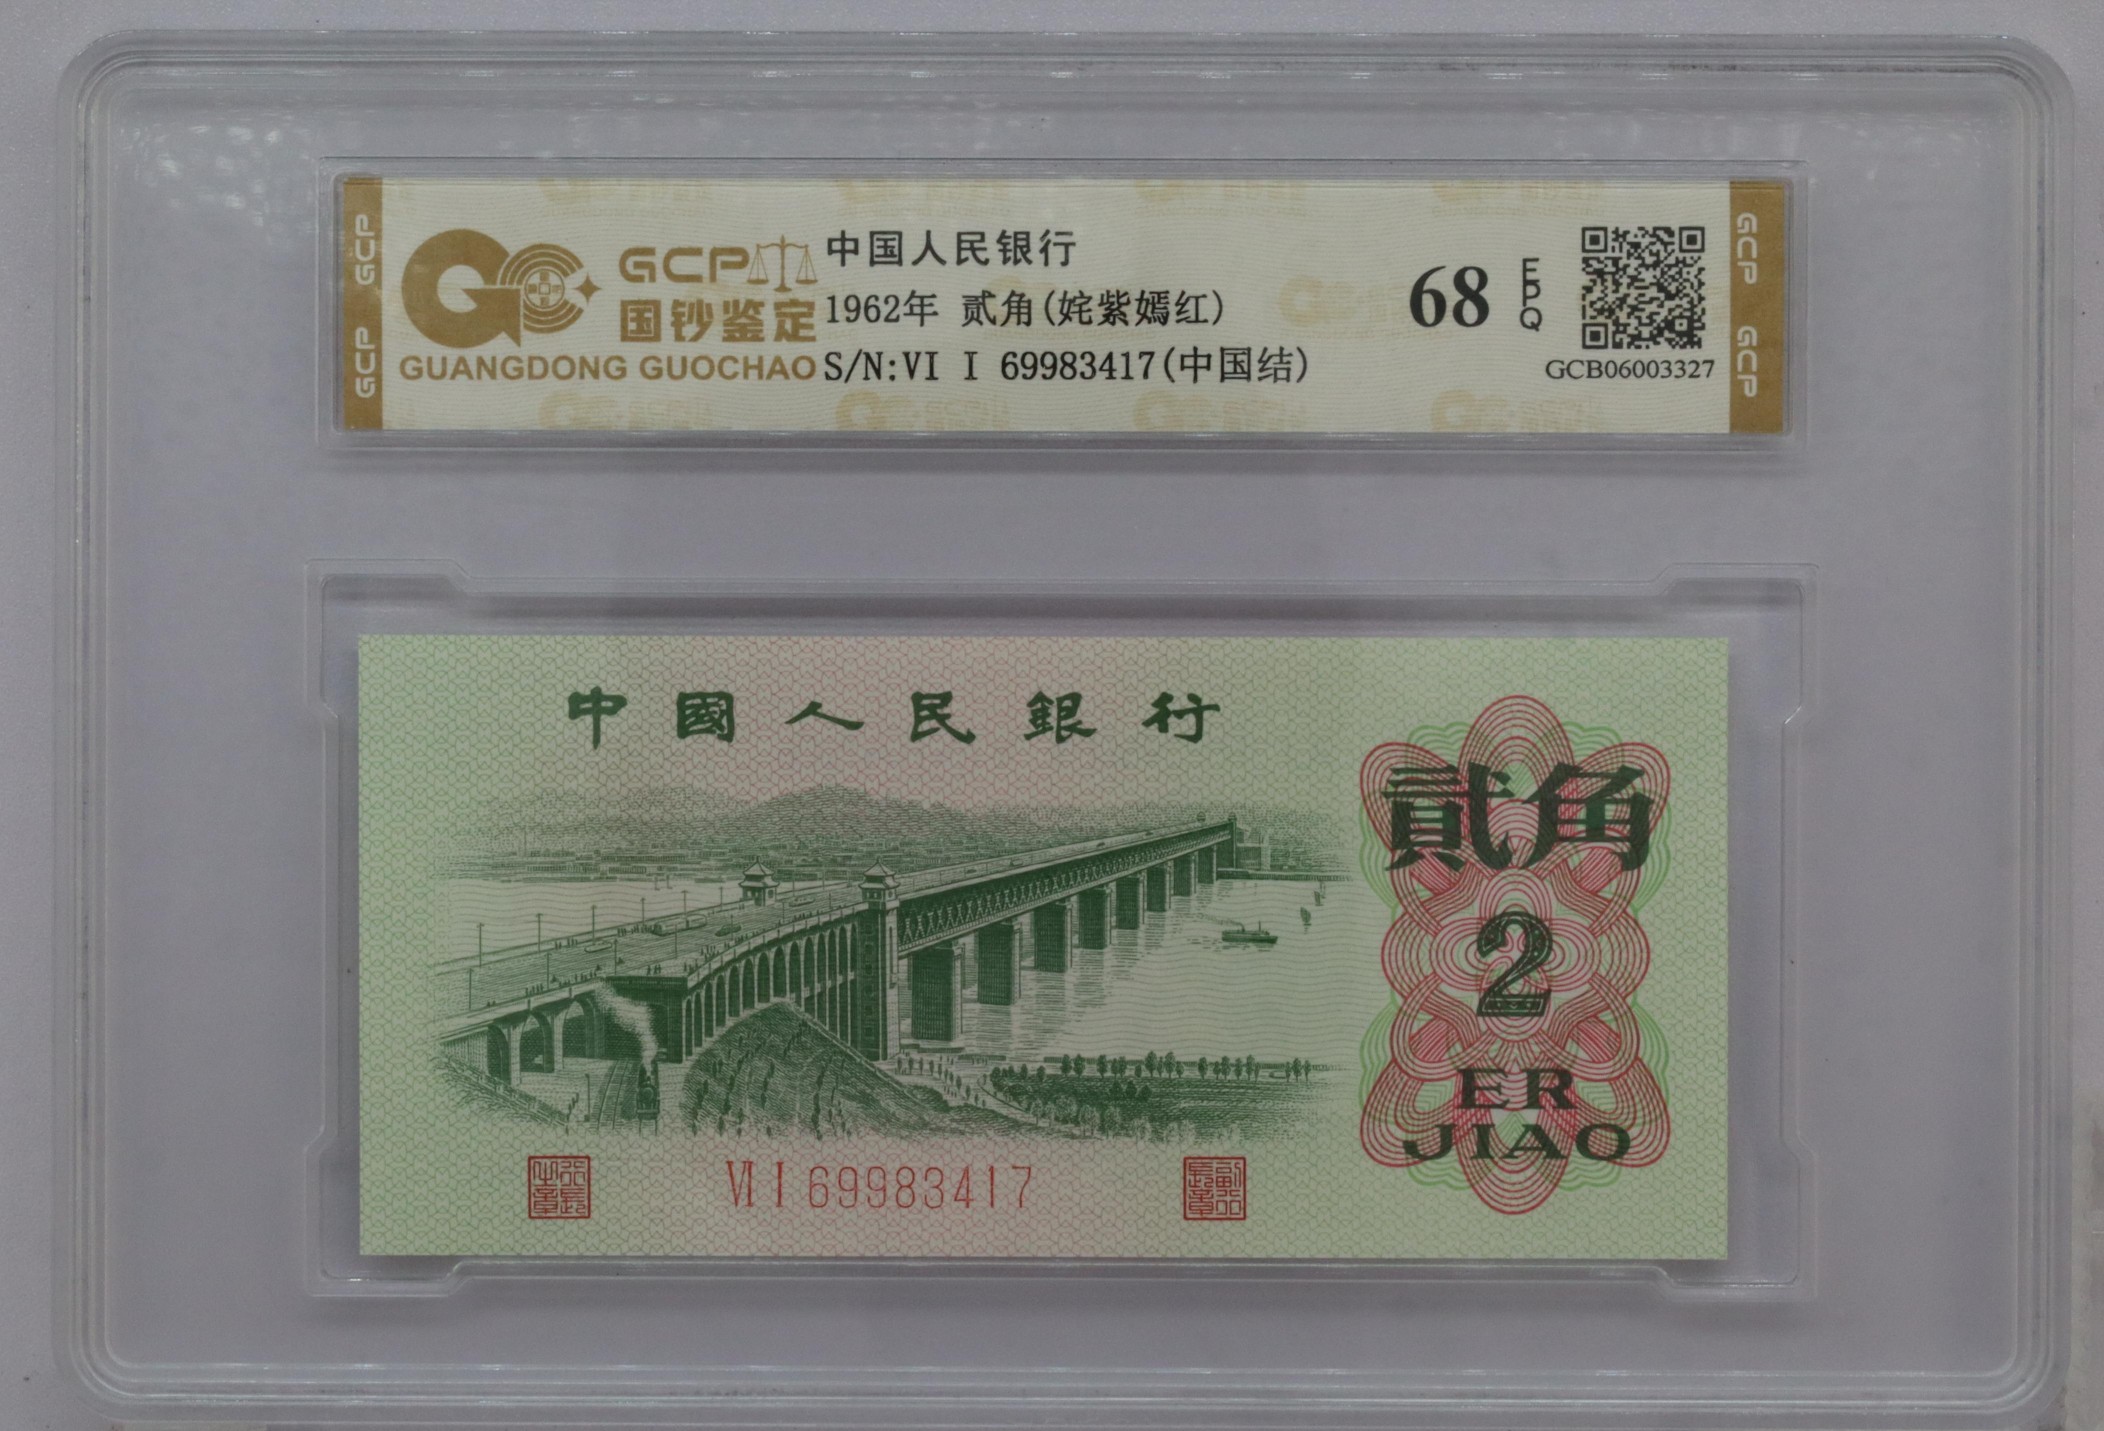 GCP
GCP
GCP
国钞鉴定
GUANGDONG GUOCHAO
中国人民银行
1962年 贰角(姹紫嫣红)
S/N:VI I 69983417(中国结)
68 EPQ
GCB06003327
GCP
GCP
中國人民銀行
貳角
2
ER
JIAO
VI I 69983417